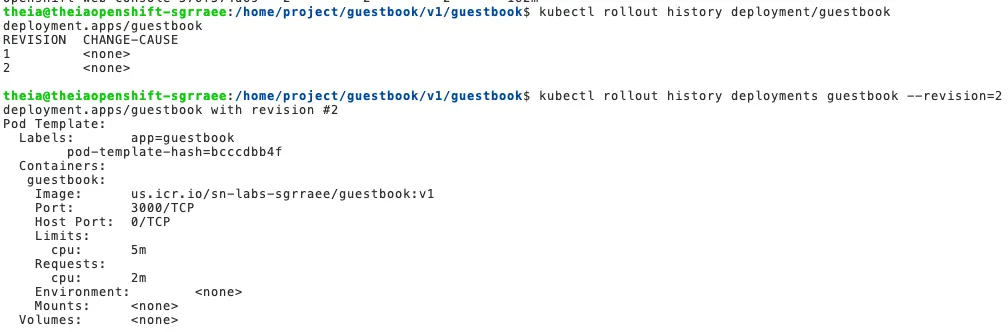 theia@theiaopenshift-sgrraee:/home/project/guestbook/v1/guestbook$ kubectl rollout history deployment/guestbook
deployment.apps/guestbook
REVISION  CHANGE-CAUSE
1         <none>
2         <none>
theia@theiaopenshift-sgrraee:/home/project/guestbook/v1/guestbook$ kubectl rollout history deployments guestbook --revision=2
deployment.apps/guestbook with revision #2
Pod Template:
  Labels:       app=guestbook
        pod-template-hash=bcccdbb4f
  Containers:
   guestbook:
    Image:      us.icr.io/sn-labs-sgrraee/guestbook:v1
    Port:       3000/TCP
    Host Port:  0/TCP
    Limits:
      cpu:      5m
    Requests:
      cpu:      2m
    Environment:        <none>
    Mounts:     <none>
  Volumes:      <none>